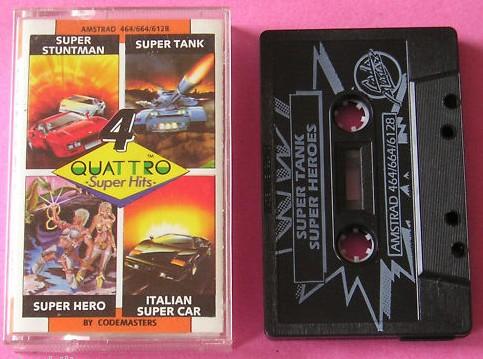 AMSTRAD 464/664/6128
SUPER
STUNTMAN
SUPER TANK
4
QUATTRO
TM
-Super Hits-
SUPER HERO
ITALIAN
SUPER CAR
BY CODEMASTERS
SUPER TANK
SUPER HEROES
AMSTRAD 464/664/6128